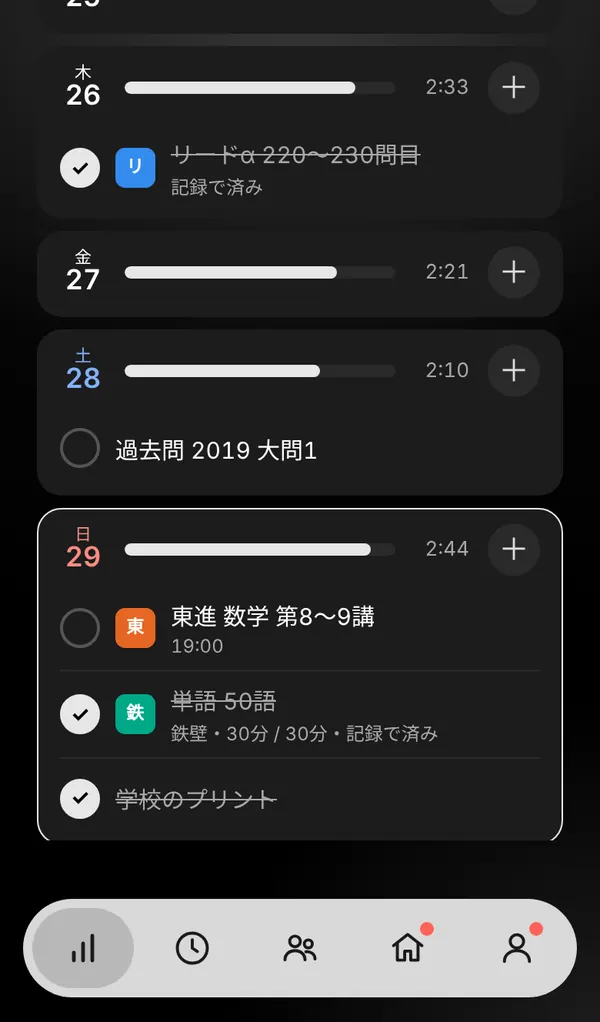 木
26
2:33
リ
リードα 220〜230問目
記録で済み
金
27
2:21
土
28
2:10
過去問 2019 大問1
日
29
2:44
東
東進 数学 第8〜9講
19:00
鉄
単語 50語
鉄壁・30分 / 30分・記録で済み
学校のプリント